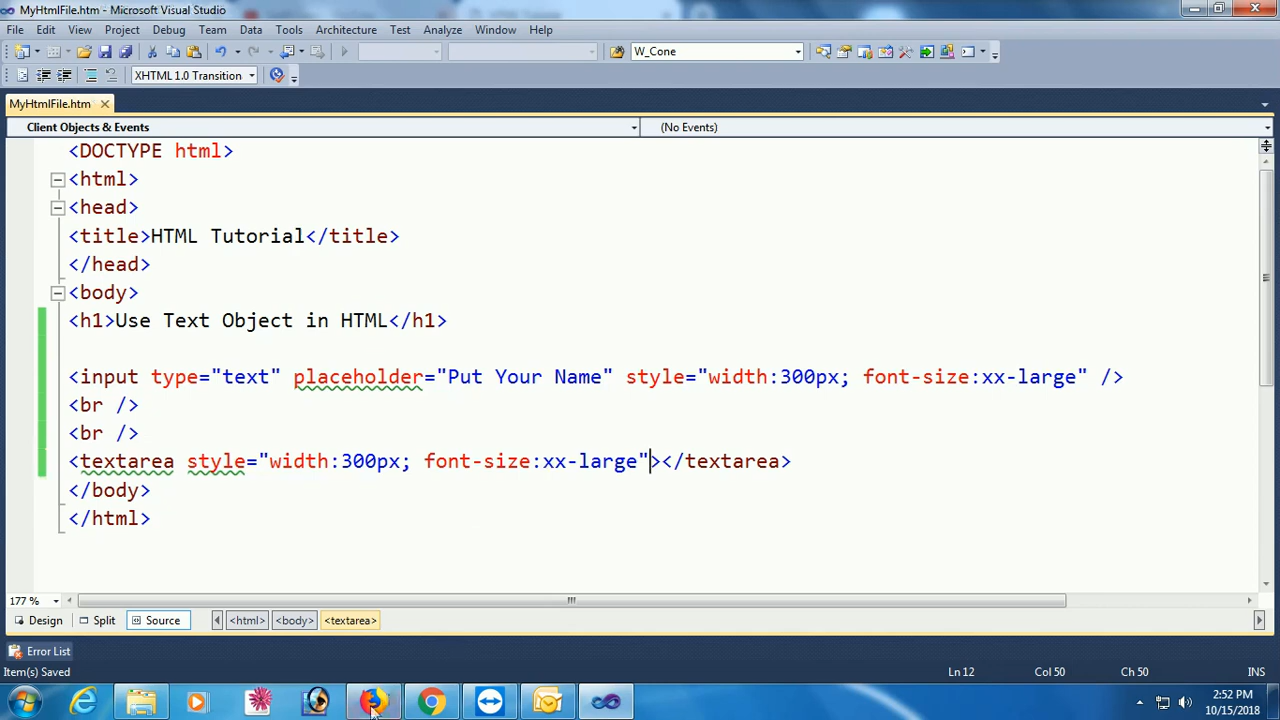 MyHtmlFile.htm - Microsoft Visual Studio
File Edit View Project Debug Team Data Tools Architecture Test Analyze Window Help
W_Cone
XHTML 1.0 Transition
MyHtmlFile.htm
Client Objects & Events (No Events)
<DOCTYPE html>
<html>
<head>
<title>HTML Tutorial</title>
</head>
<body>
<h1>Use Text Object in HTML</h1>
<input type="text" placeholder="Put Your Name" style="width:300px; font-size:xx-large" />
<br />
<br />
<textarea style="width:300px; font-size:xx-large"></textarea>
</body>
</html>
177 %
Design Split Source <html> <body> <textarea>
Error List
Item(s) Saved Ln 12 Col 50 Ch 50 INS
2:52 PM
10/15/2018